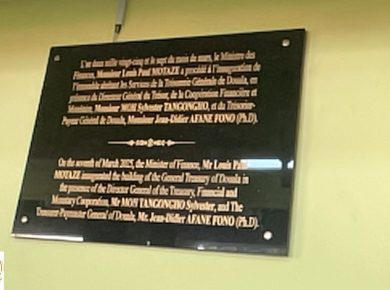 L'an deux mille vingt-cinq et le sept du mois de mars, le Ministre des
Finances, Monsieur Louis Paul MOTAZE a procédé à l'inauguration de
l'immeuble abritant les Services de la Trésorerie Générale de Douala, en
présence du Directeur Général du Trésor, de la Coopération Financière et
Monétaire, Monsieur MOH Sylvester TANGONGHO, et du Trésorier-
Payeur Général de Douala, Monsieur Jean-Didier AFANE FONO (Ph.D).
On the seventh of March 2025, the Minister of Finance, Mr Louis Paul
MOTAZE inaugurated the building of the General Treasury of Douala in
the presence of the Director General of the Treasury, Financial and
Monetary Cooperation, Mr MOH TANGONGHO Sylvester, and The
Treasurer-Paymaster General of Douala, Mr. Jean-Didier AFANE FONO (Ph.D).